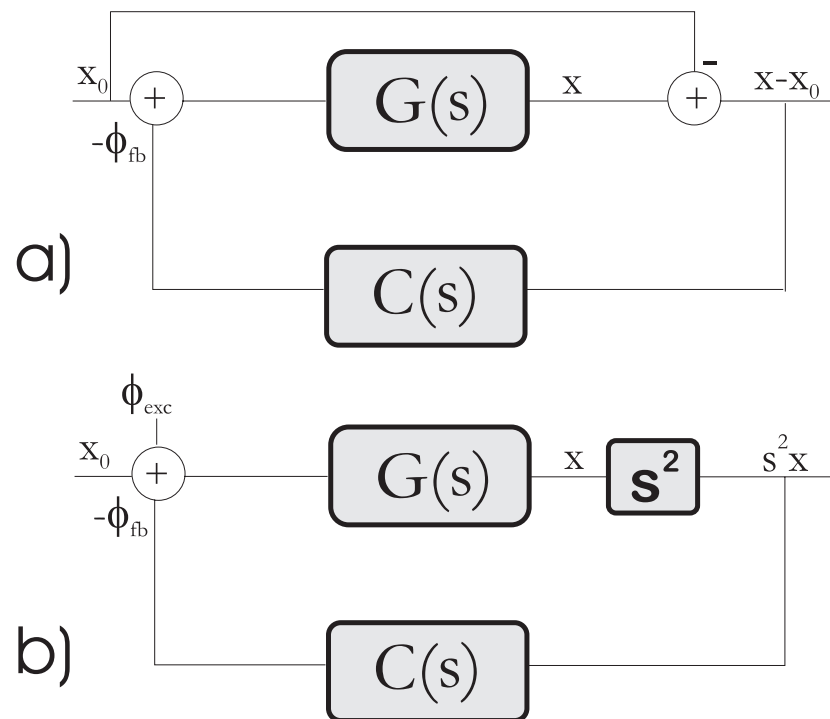 -
x₀ + G(s) x + x-x₀
-ϕfb
a)
C(s)
ϕexc
x₀ + G(s) x s² s²x
-ϕfb
b)
C(s)